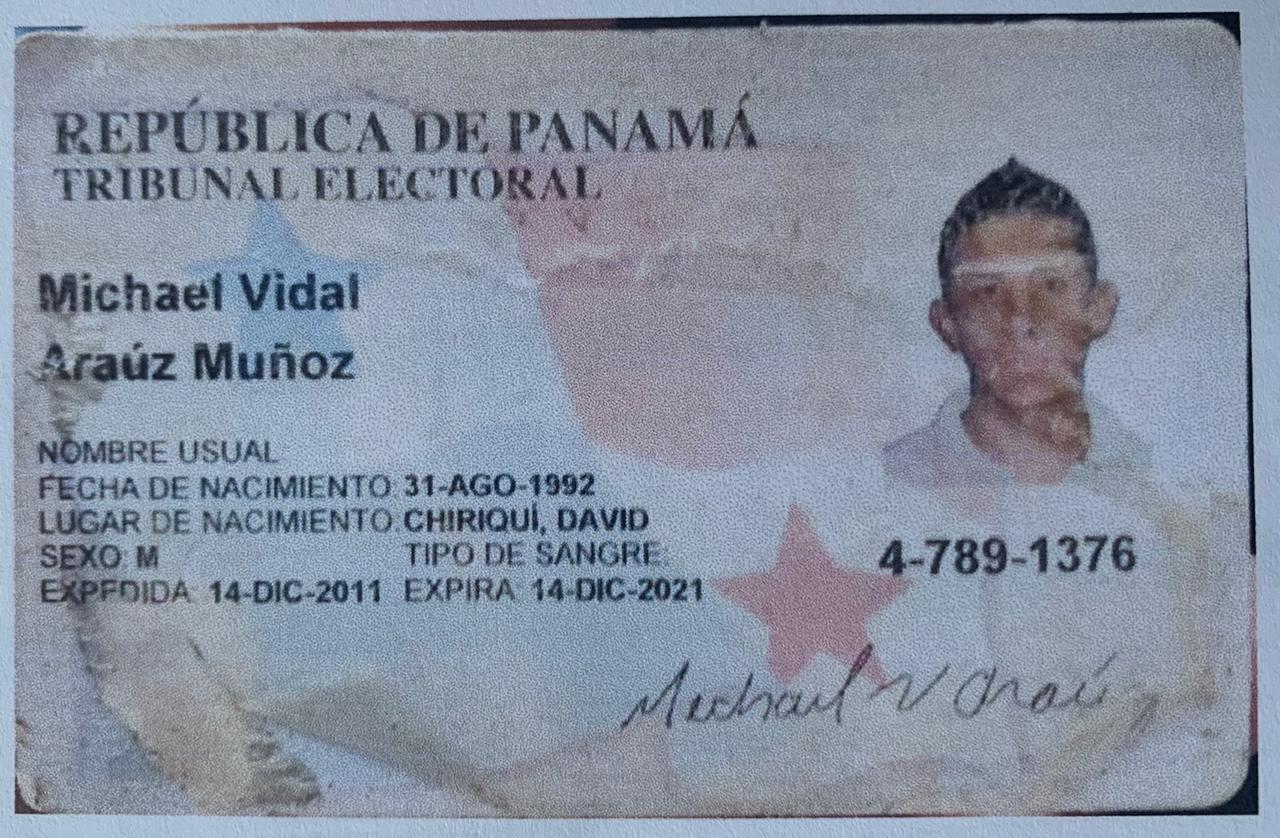 REPÚBLICA DE PANAMÁ
TRIBUNAL ELECTORAL
Michael Vidal
Araúz Muñoz
NOMBRE USUAL:
FECHA DE NACIMIENTO: 31-AGO-1992
LUGAR DE NACIMIENTO: CHIRIQUÍ, DAVID
SEXO: M TIPO DE SANGRE:
EXPEDIDA: 14-DIC-2011 EXPIRA: 14-DIC-2021
4-789-1376
Michael V Araúz